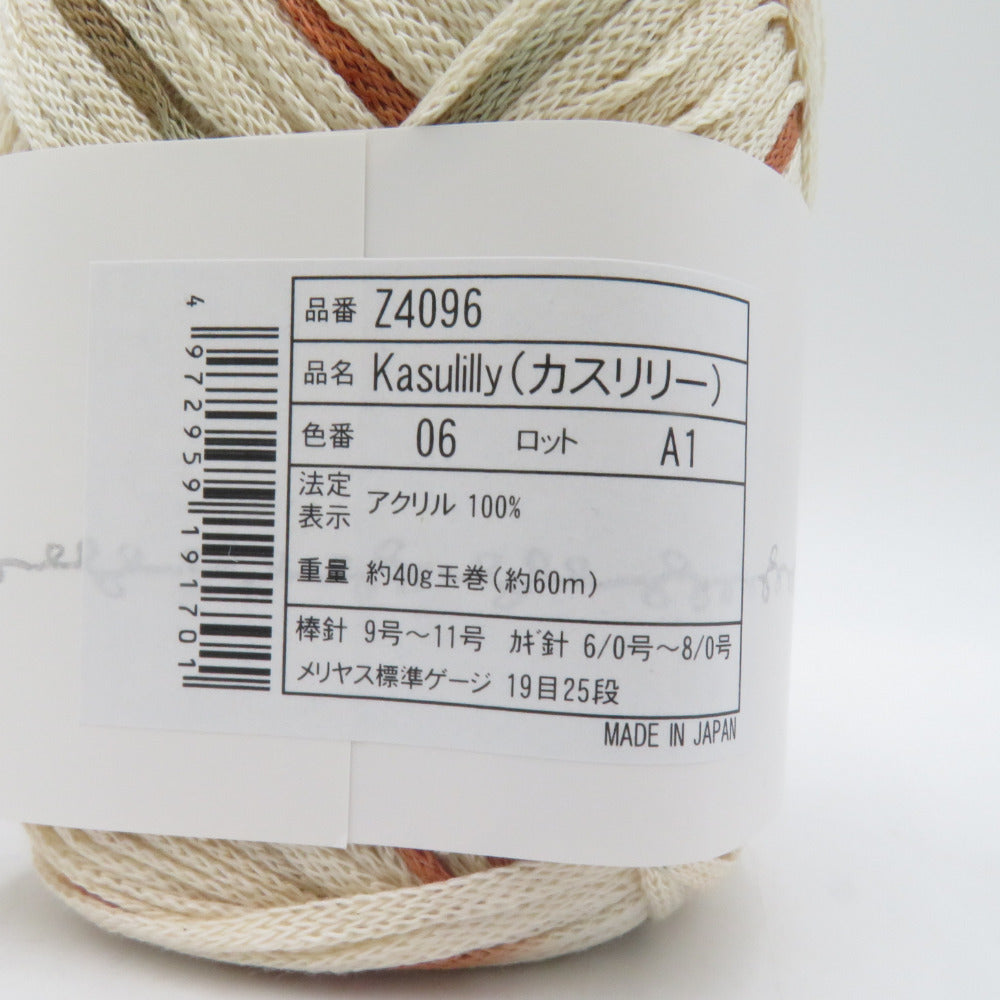 品番 Z4096
品名 Kasulilly(カスリリー)
色番 06 ロット A1
法定
表示 アクリル 100%
重量 約40g玉巻(約60m)
棒針 9号〜11号 カギ針 6/0号〜8/0号
メリヤス標準ゲージ 19目25段
MADE IN JAPAN
4972959191701